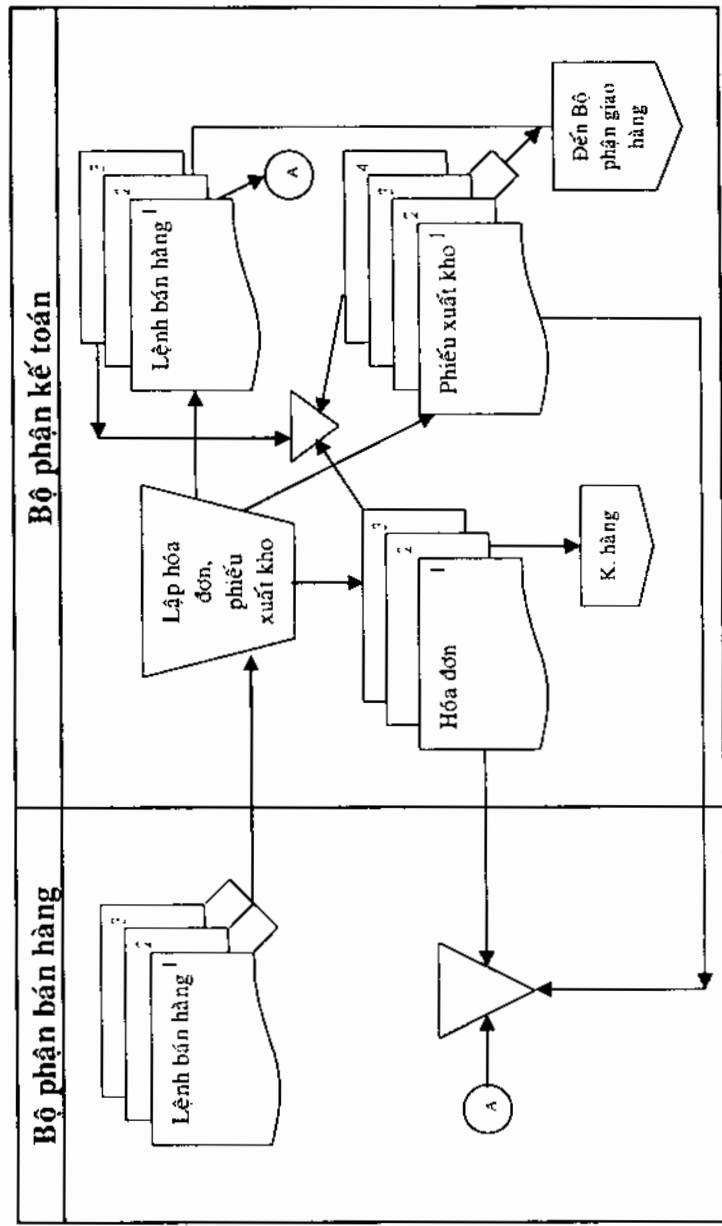 Bộ phận bán hàng
Bộ phận kế toán
3
2
1
Lệnh bán hàng
Lập hóa
đơn,
phiếu
xuất kho
3
2
1
Lệnh bán hàng
A
4
3
2
1
Phiếu xuất kho
Đến Bộ
phận giao
hàng
3
2
1
Hóa đơn
K. hàng
A